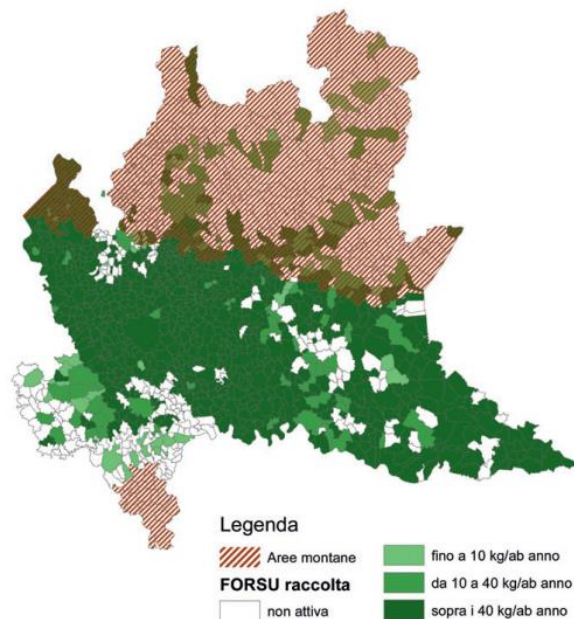 Legenda
Aree montane
FORSU raccolta
non attiva
fino a 10 kg/ab anno
da 10 a 40 kg/ab anno
sopra i 40 kg/ab anno